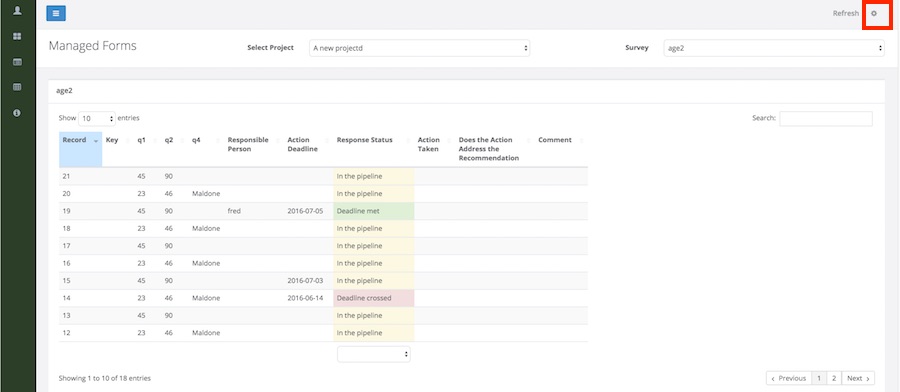 Refresh
Managed Forms Select Project A new projectd Survey age2
age2
Show 10 entries Search:
Record Key q1 q2 q4 Responsible Person Action Deadline Response Status Action Taken Does the Action Address the Recommendation Comment
21 45 90 In the pipeline
20 23 46 Maldone In the pipeline
19 45 90 fred 2016-07-05 Deadline met
18 23 46 Maldone In the pipeline
17 45 90 In the pipeline
16 23 46 Maldone In the pipeline
15 45 90 2016-07-03 In the pipeline
14 23 46 Maldone 2016-06-14 Deadline crossed
13 45 90 In the pipeline
12 23 46 Maldone In the pipeline
Showing 1 to 10 of 18 entries ‹ Previous 1 2 Next ›